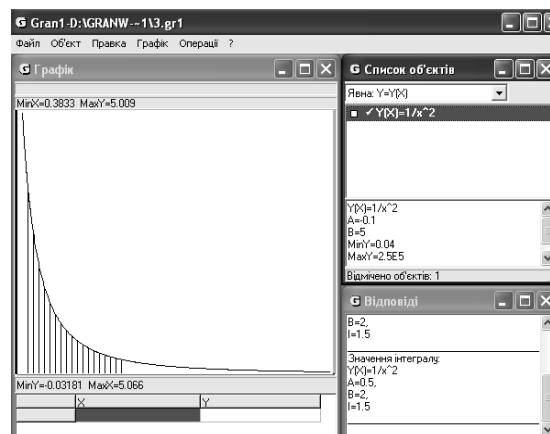 Gran1-D:\GRANW-~1\3.gr1
Файл Об'єкт Правка Графік Операції ?
Графік
MinX=0.3833 MaxY=5.009
MinY=-0.03181 MaxX=5.066
X Y
Список об'єктів
Явна: Y=Y(X)
Y(X)=1/x^2
Y(X)=1/x^2
A=-0.1
B=5
MinY=0.04
MaxY=2.5E5
Відмічено об'єктів: 1
Відповіді
B=2,
I=1.5
Значення інтегралу:
Y(X)=1/x^2
A=0.5,
B=2,
I=1.5